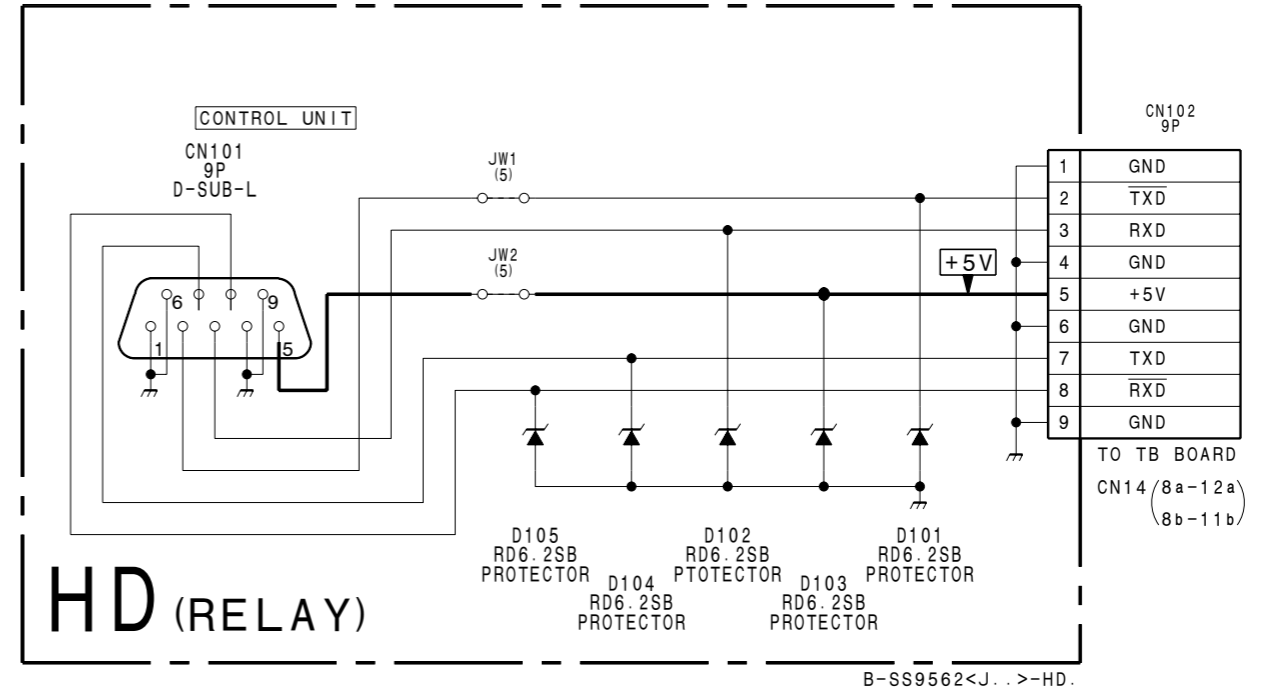 CONTROL UNIT
CN101
9P
D-SUB-L
6
9
1
5
JW1
(5)
JW2
(5)
+5V
CN102
9P
1 GND
2 T̅X̅D̅
3 RXD
4 GND
5 +5V
6 GND
7 TXD
8 R̅X̅D̅
9 GND
TO TB BOARD
CN14 (8a-12a)
(8b-11b)
D105
RD6.2SB
PROTECTOR
D104
RD6.2SB
PROTECTOR
D102
RD6.2SB
PTOTECTOR
D103
RD6.2SB
PROTECTOR
D101
RD6.2SB
PROTECTOR
HD (RELAY)
B-SS9562<J..>-HD.